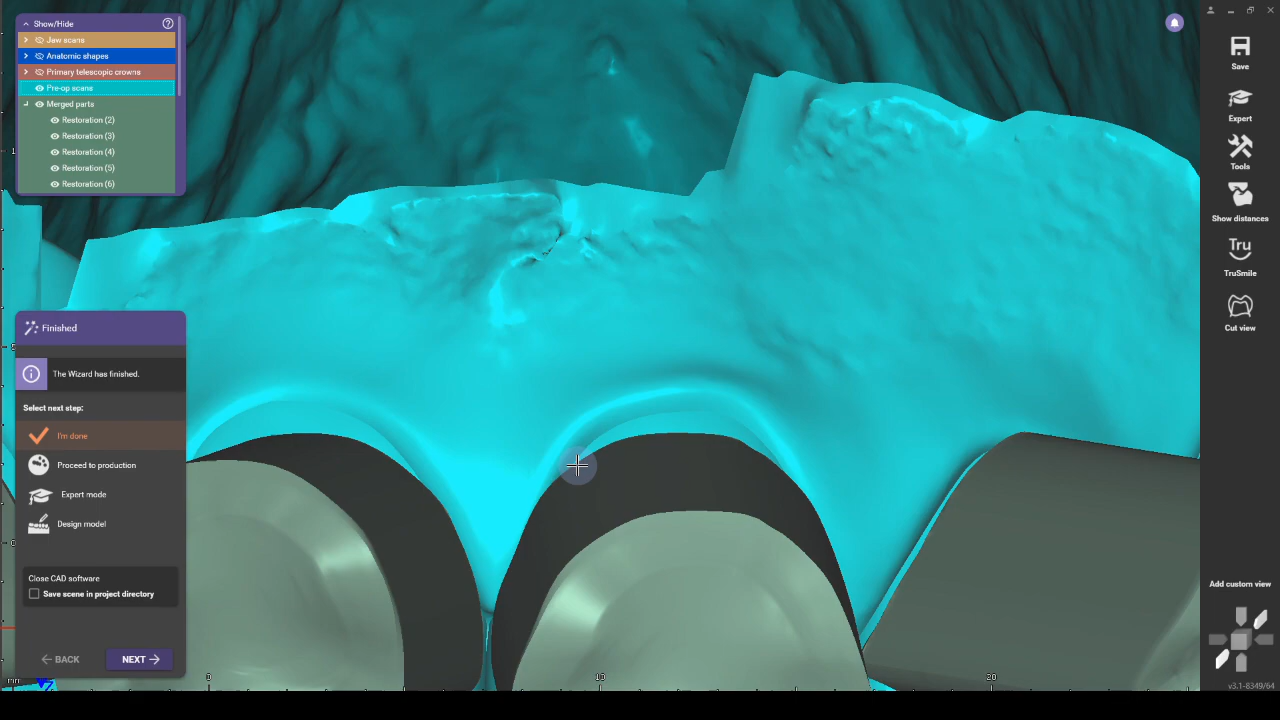 Show/Hide
Jaw scans
Anatomic shapes
Primary telescopic crowns
Pre-op scans
Merged parts
Restoration (2)
Restoration (3)
Restoration (4)
Restoration (5)
Restoration (6)
Finished
The Wizard has finished.
Select next step:
I'm done
Proceed to production
Expert mode
Design model
Close CAD software
Save scene in project directory
BACK
NEXT
Save
Expert
Tools
Show distances
Tru
TruSmile
Cut view
Add custom view
v3.1-8349/64
0
10
20